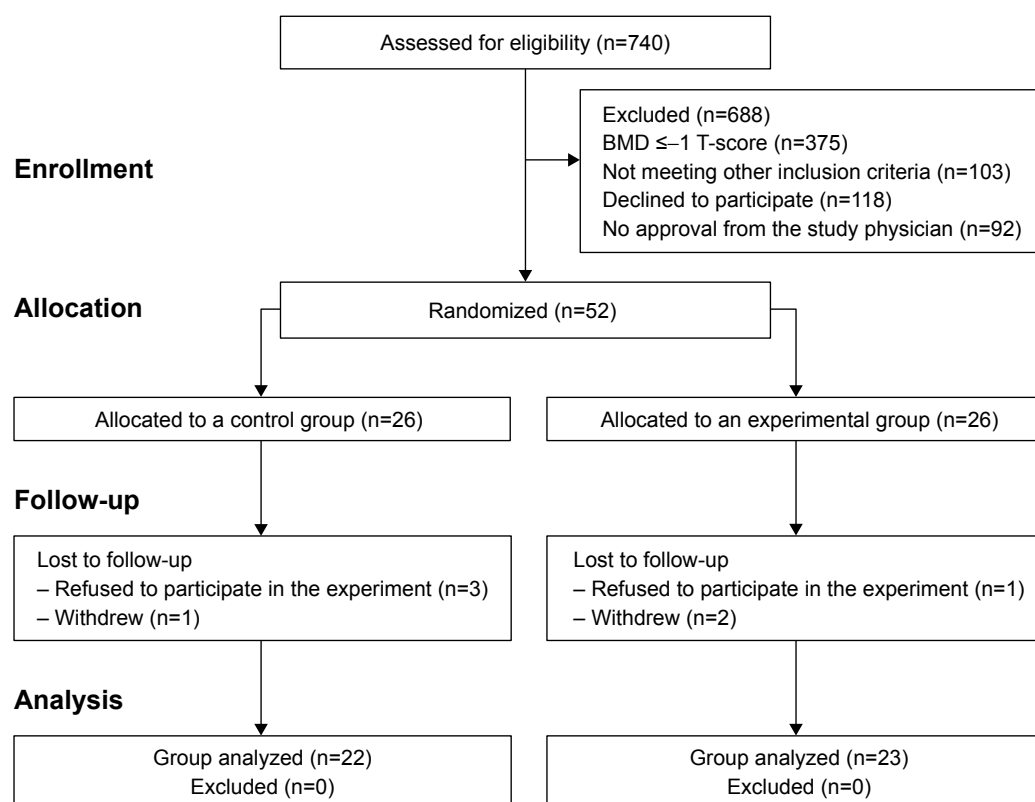 Assessed for eligibility (n=740)
Enrollment
Excluded (n=688)
BMD ≤–1 T-score (n=375)
Not meeting other inclusion criteria (n=103)
Declined to participate (n=118)
No approval from the study physician (n=92)
Allocation
Randomized (n=52)
Allocated to a control group (n=26)
Allocated to an experimental group (n=26)
Follow-up
Lost to follow-up
– Refused to participate in the experiment (n=3)
– Withdrew (n=1)
Lost to follow-up
– Refused to participate in the experiment (n=1)
– Withdrew (n=2)
Analysis
Group analyzed (n=22)
Excluded (n=0)
Group analyzed (n=23)
Excluded (n=0)